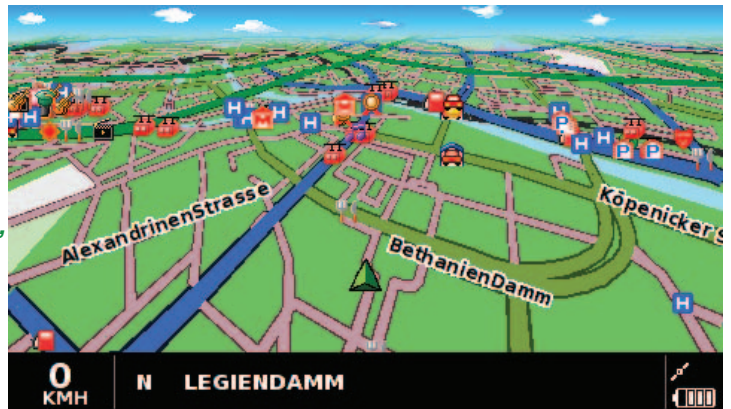 AlexandrinenStrasse
Köpenicker s
BethanienDamm
0
KMH
N LEGIENDAMM
H
H
H
H
H
H
H
H
P
P
P